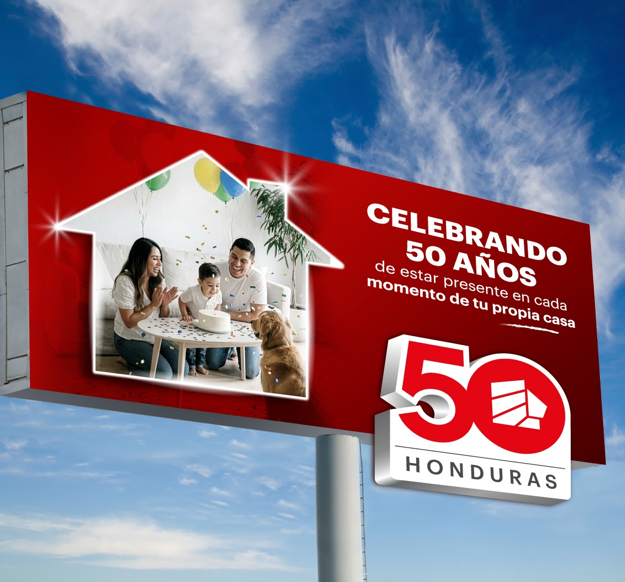 CELEBRANDO
50 AÑOS
de estar presente en cada
momento de tu propia casa
50
HONDURAS